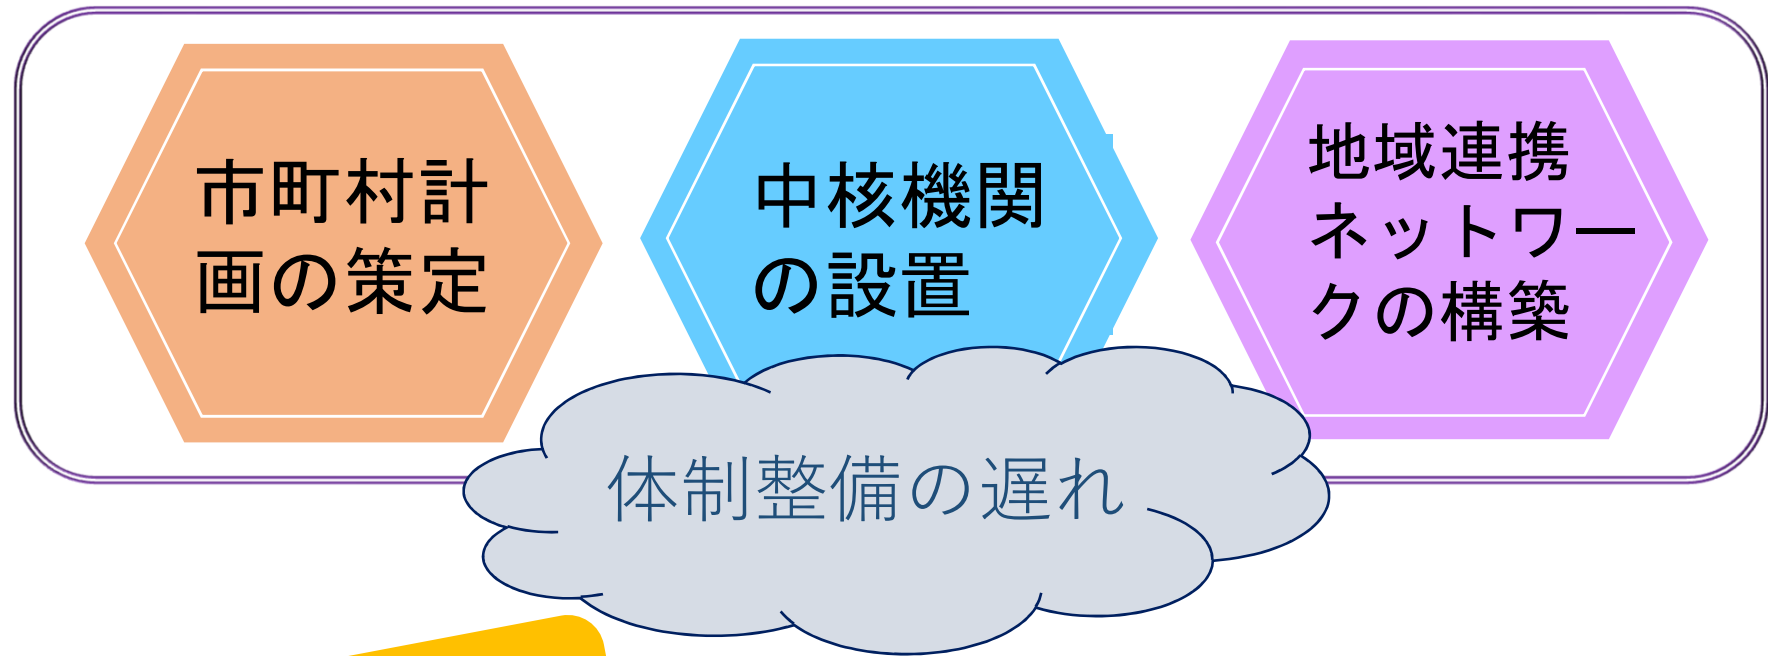 市町村計
画の策定
中核機関
の設置
地域連携
ネットワー
クの構築
体制整備の遅れ